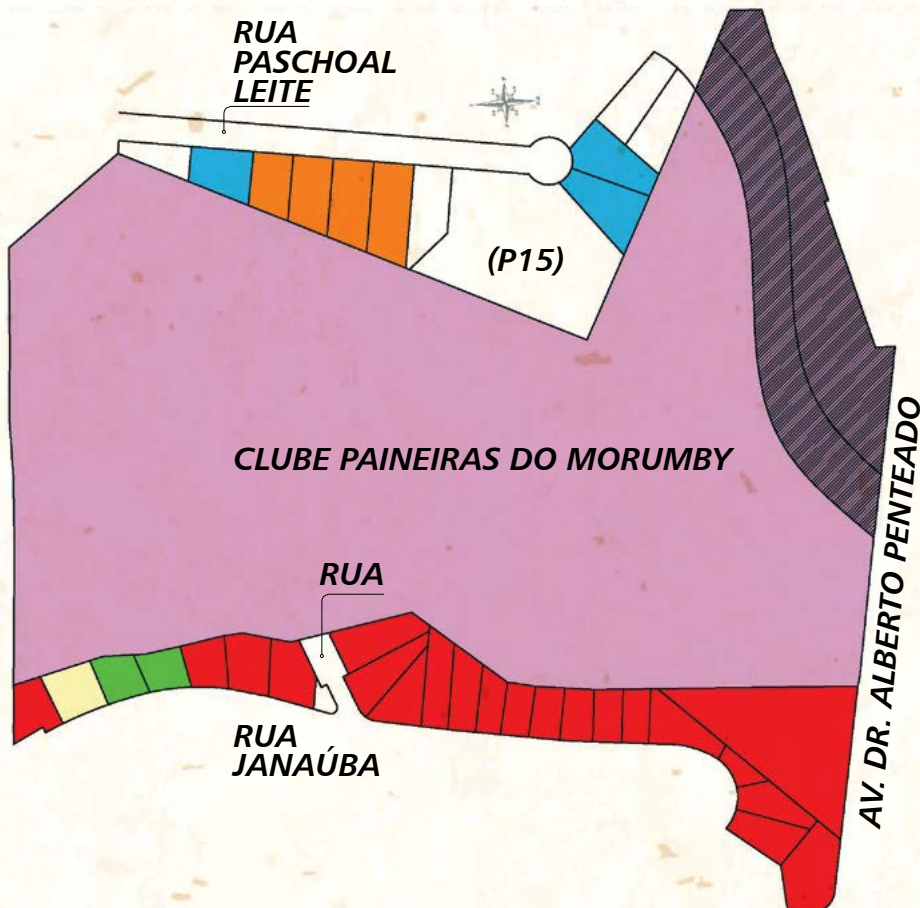 RUA
PASCHOAL
LEITE
(P15)
CLUBE PAINEIRAS DO MORUMBY
RUA
RUA
JANAÚBA
AV. DR. ALBERTO PENTEADO